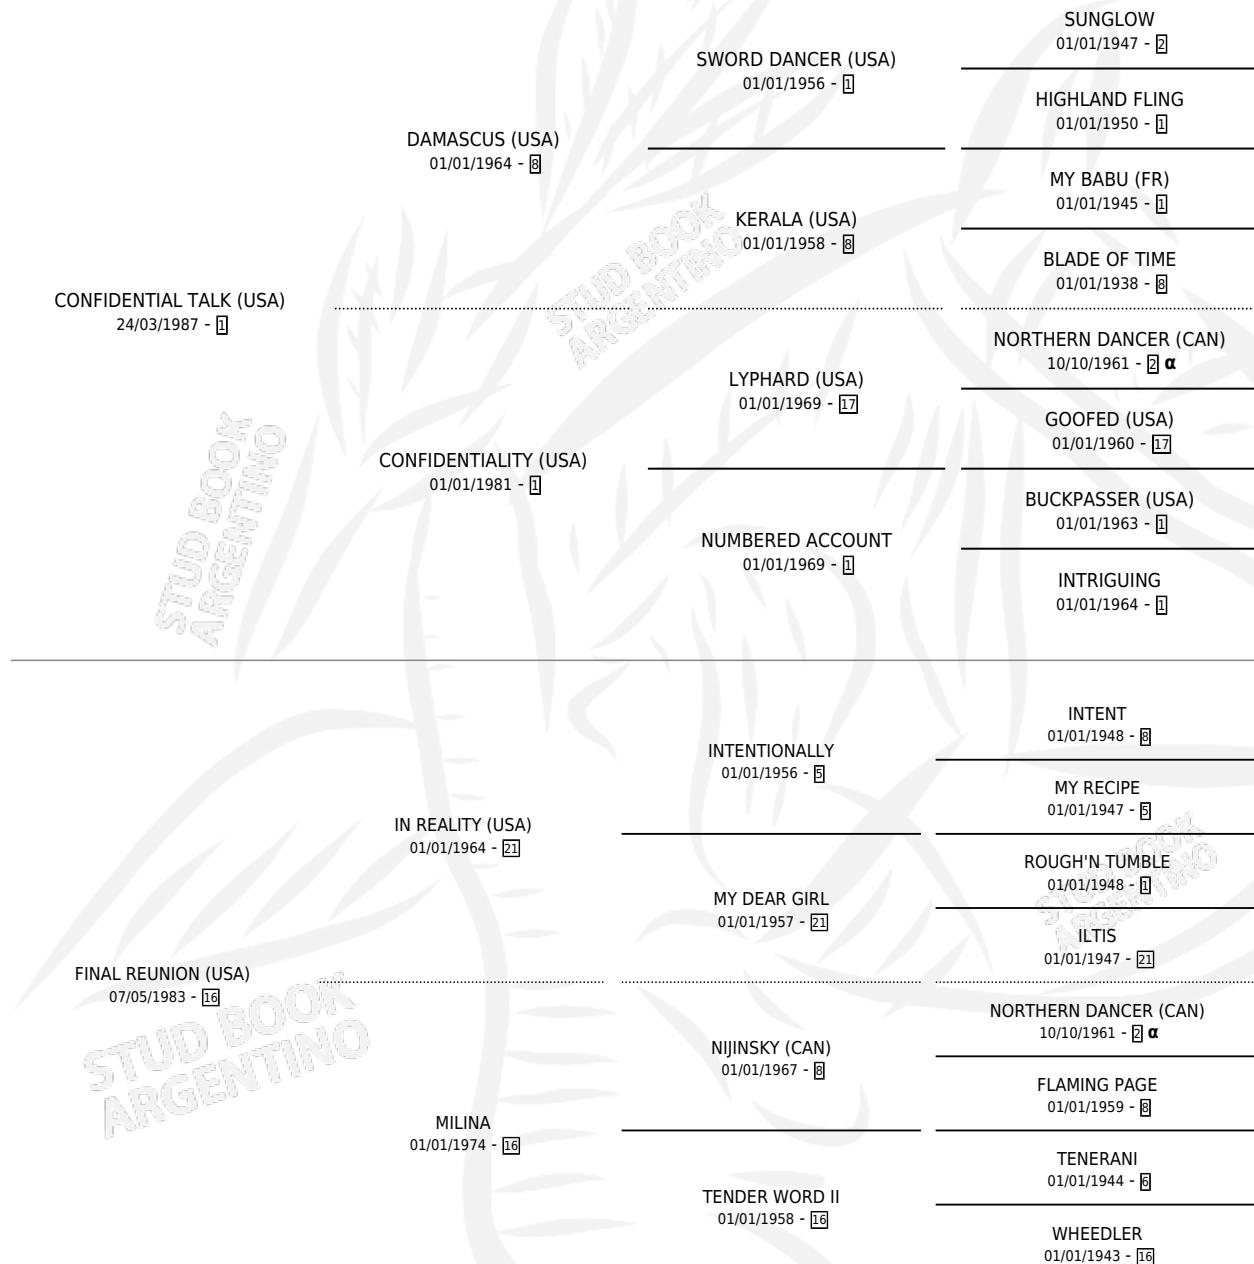 SUNGLOW
01/01/1947 - 2
SWORD DANCER (USA)
01/01/1956 - 1
HIGHLAND FLING
01/01/1950 - 1
DAMASCUS (USA)
01/01/1964 - 8
MY BABU (FR)
01/01/1945 - 1
KERALA (USA)
01/01/1958 - 8
BLADE OF TIME
01/01/1938 - 8
CONFIDENTIAL TALK (USA)
24/03/1987 - 1
NORTHERN DANCER (CAN)
10/10/1961 - 2 α
LYPHARD (USA)
01/01/1969 - 17
GOOFED (USA)
01/01/1960 - 17
CONFIDENTIALITY (USA)
01/01/1981 - 1
BUCKPASSER (USA)
01/01/1963 - 1
NUMBERED ACCOUNT
01/01/1969 - 1
INTRIGUING
01/01/1964 - 1
INTENT
01/01/1948 - 8
INTENTIONALLY
01/01/1956 - 5
MY RECIPE
01/01/1947 - 5
IN REALITY (USA)
01/01/1964 - 21
ROUGH'N TUMBLE
01/01/1948 - 1
MY DEAR GIRL
01/01/1957 - 21
ILTIS
01/01/1947 - 21
FINAL REUNION (USA)
07/05/1983 - 16
NORTHERN DANCER (CAN)
10/10/1961 - 2 α
NIJINSKY (CAN)
01/01/1967 - 8
FLAMING PAGE
01/01/1959 - 8
MILINA
01/01/1974 - 16
TENERANI
01/01/1944 - 6
TENDER WORD II
01/01/1958 - 16
WHEEDLER
01/01/1943 - 16
STUD BOOK
ARGENTINO
STUD BOOK
ARGENTINO
STUD BOOK
ARGENTINO
STUD BOOK
ARGENTINO